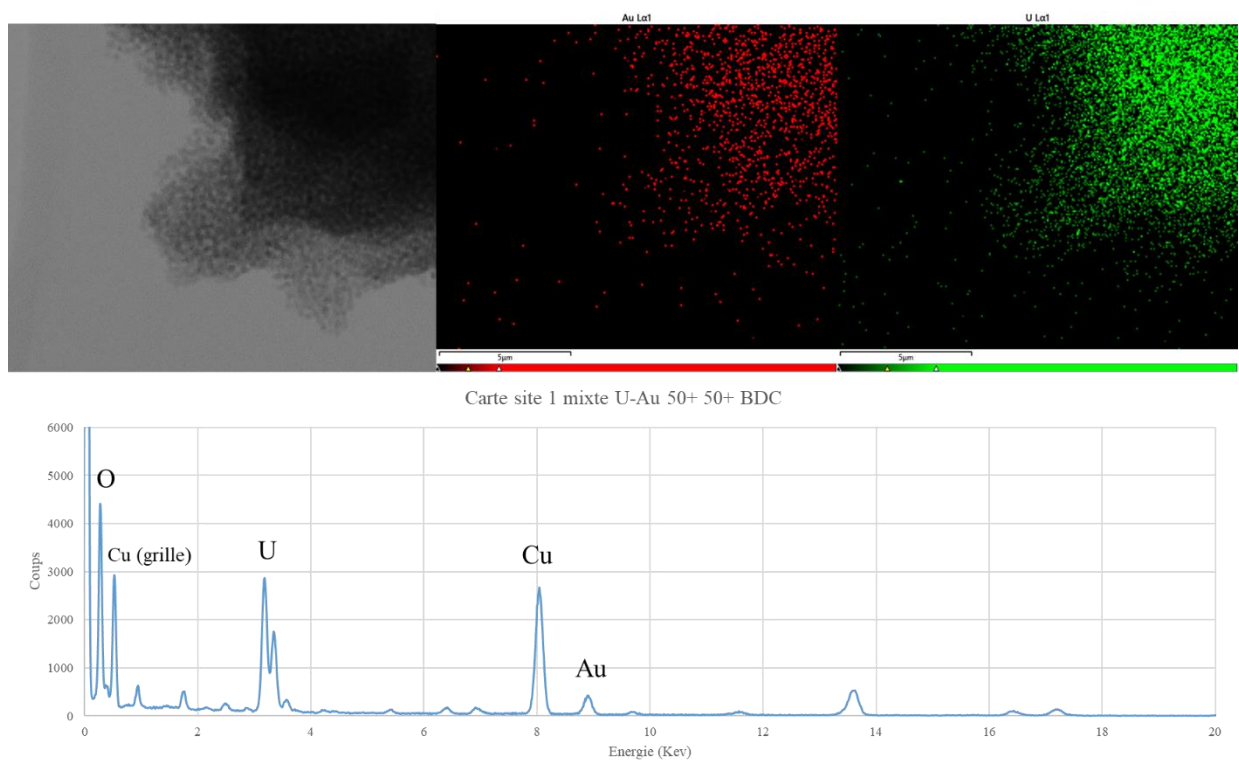 Au Lα1
U Lα1
5µm
5µm
Carte site 1 mixte U-Au 50+ 50+ BDC
6000
5000
4000
3000
2000
1000
0
Coups
O
Cu (grille)
U
Cu
Au
0 2 4 6 8 10 12 14 16 18 20
Energie (Kev)